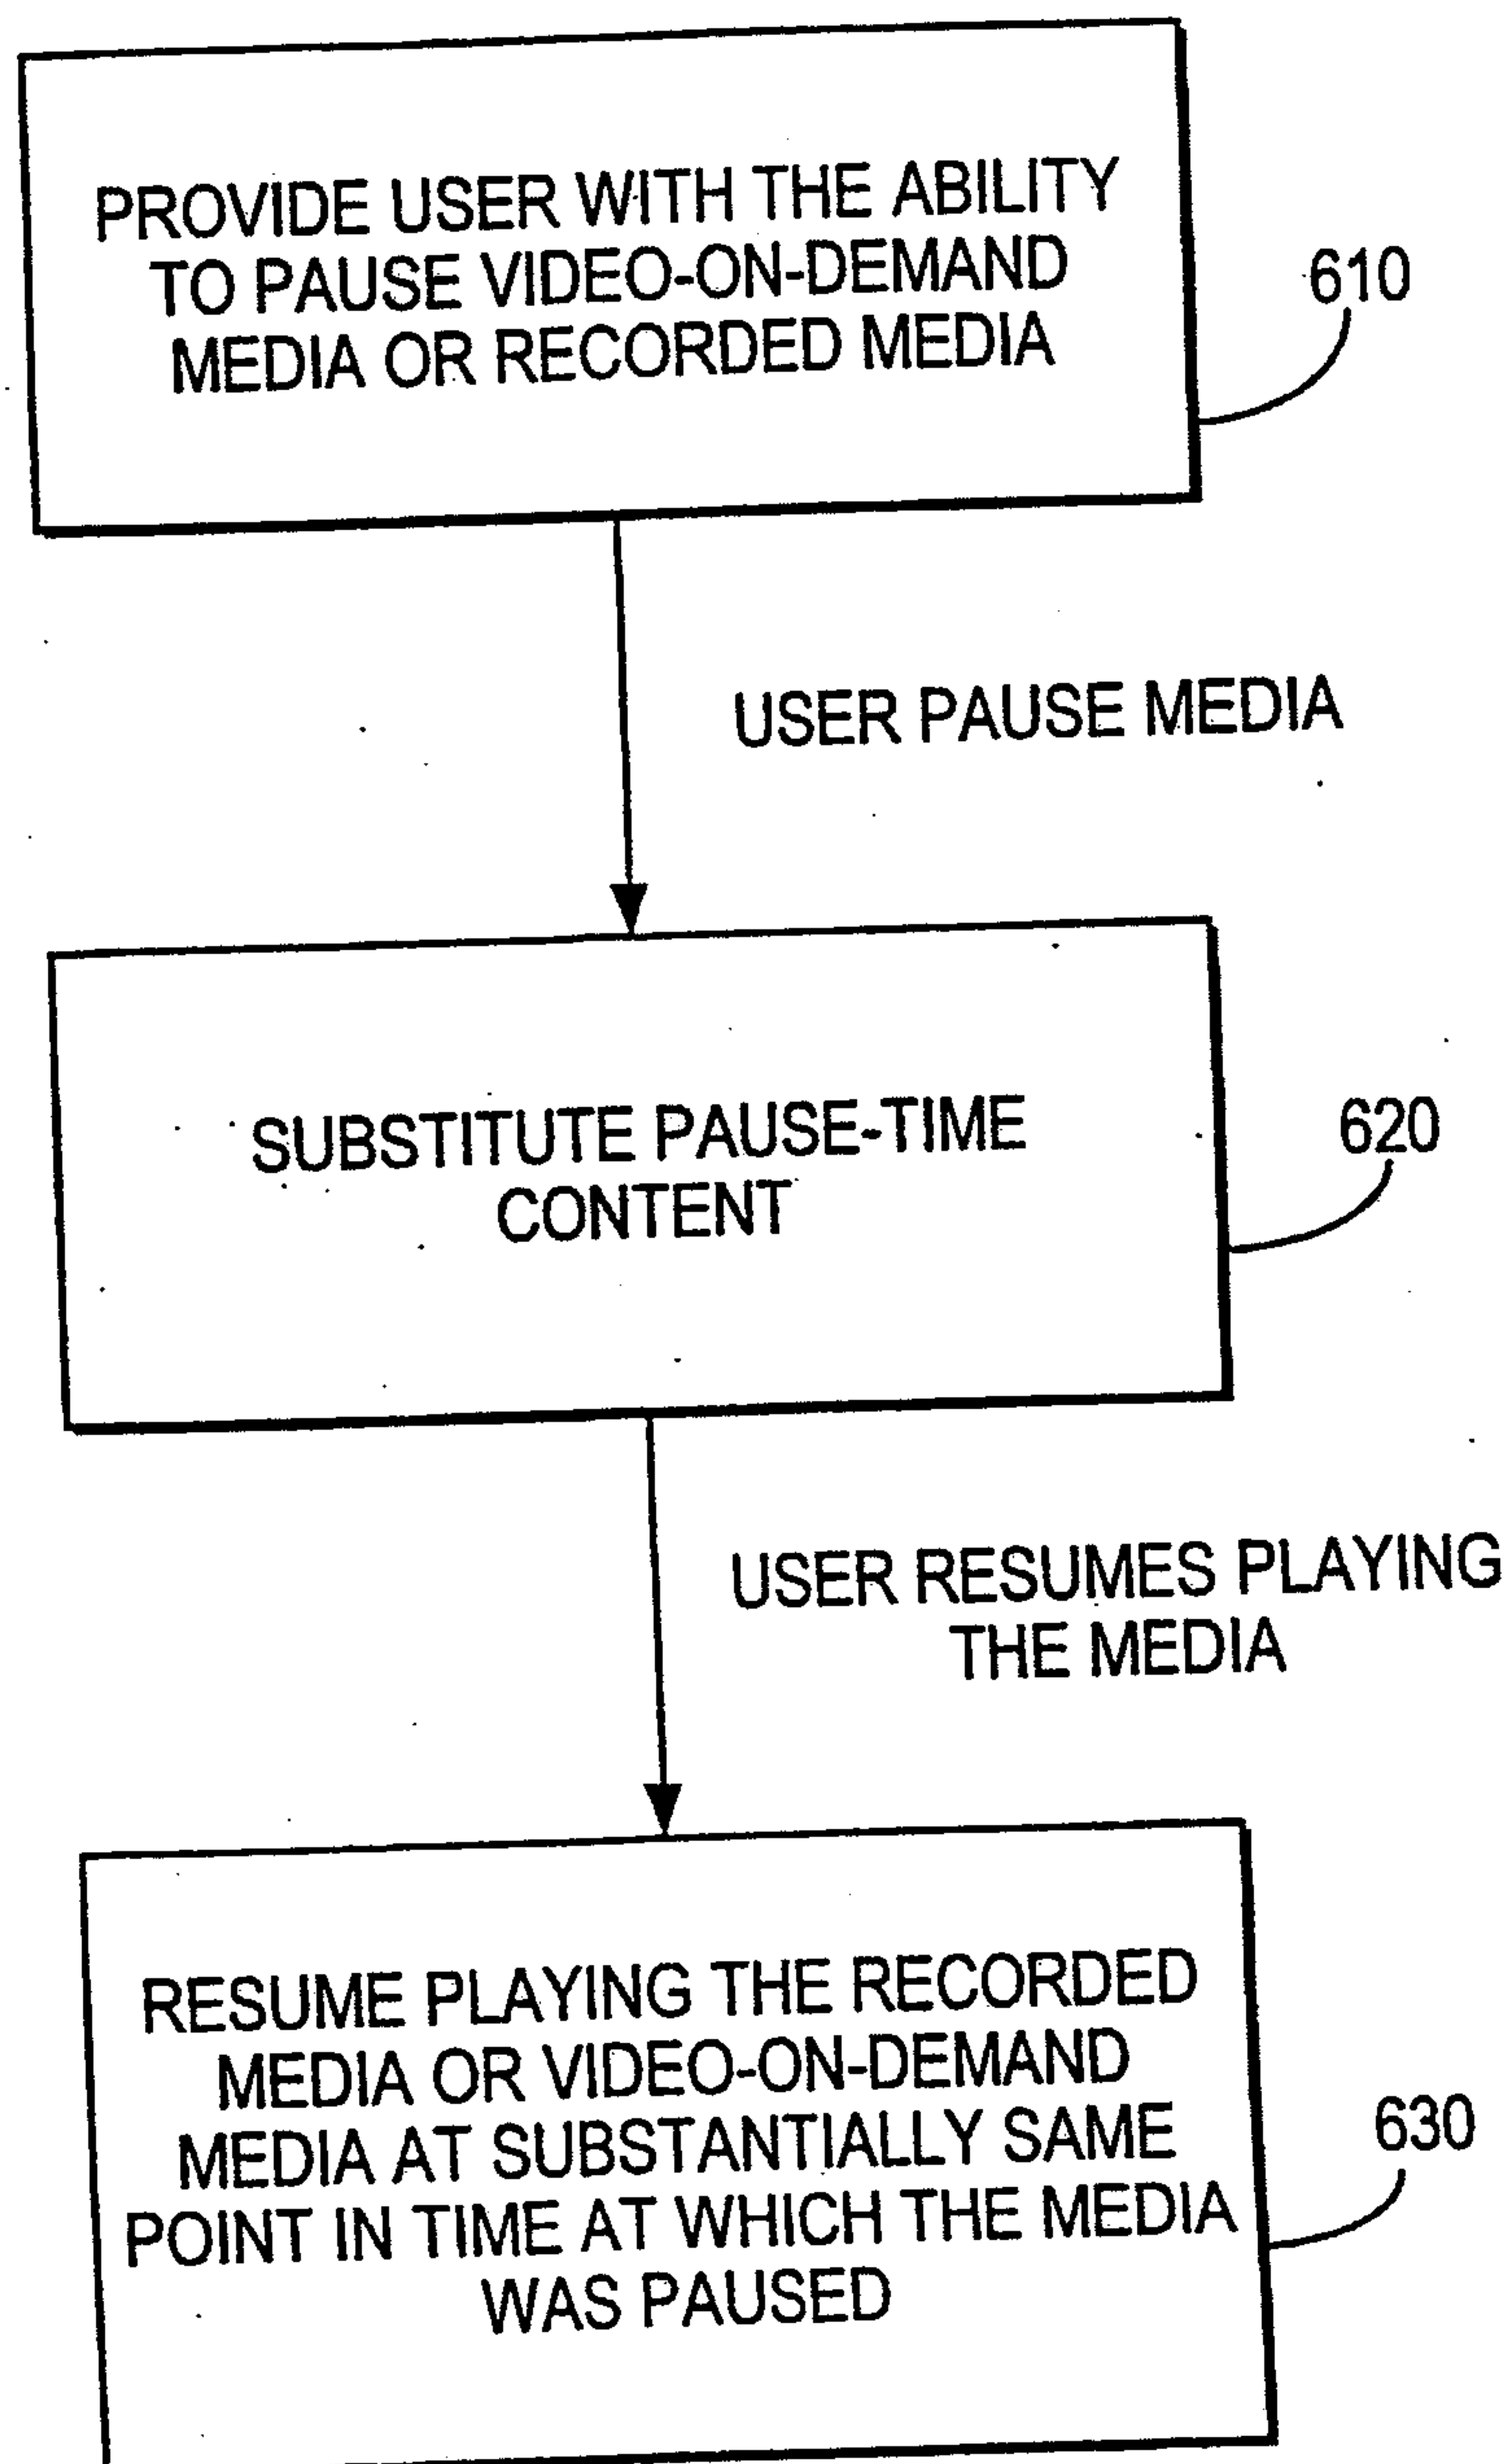 PROVIDE USER WITH THE ABILITY
TO PAUSE VIDEO-ON-DEMAND
MEDIA OR RECORDED MEDIA
610
USER PAUSE MEDIA
SUBSTITUTE PAUSE-TIME
CONTENT
620
USER RESUMES PLAYING
THE MEDIA
RESUME PLAYING THE RECORDED
MEDIA OR VIDEO-ON-DEMAND
MEDIA AT SUBSTANTIALLY SAME
POINT IN TIME AT WHICH THE MEDIA
WAS PAUSED
630